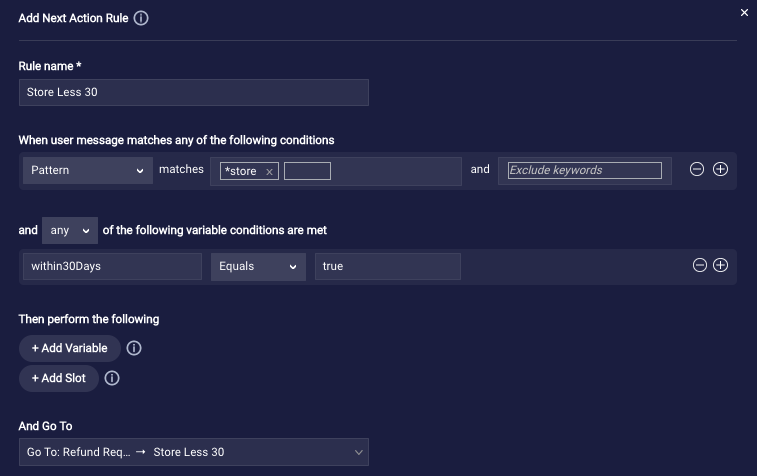 Add Next Action Rule
Rule name *
Store Less 30
When user message matches any of the following conditions
Pattern matches *store × and Exclude keywords
and any of the following variable conditions are met
within30Days Equals true
Then perform the following
+ Add Variable
+ Add Slot
And Go To
Go To: Refund Req... → Store Less 30